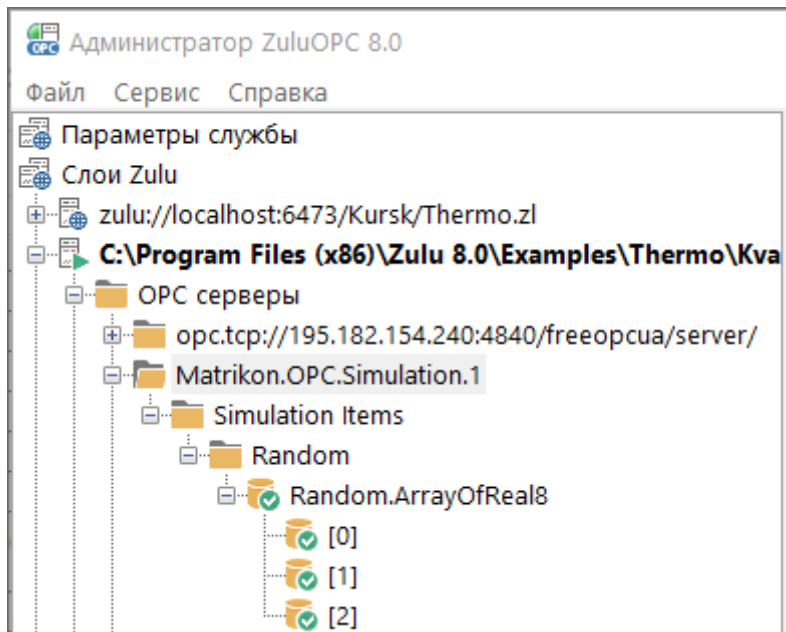 Администратор ZuluOPC 8.0
Файл Сервис Справка
Параметры службы
Слои Zulu
zulu://localhost:6473/Kursk/Thermo.zl
C:\Program Files (x86)\Zulu 8.0\Examples\Thermo\Kva
OPC серверы
opc.tcp://195.182.154.240:4840/freeopcua/server/
Matrikon.OPC.Simulation.1
Simulation Items
Random
Random.ArrayOfReal8
[0]
[1]
[2]